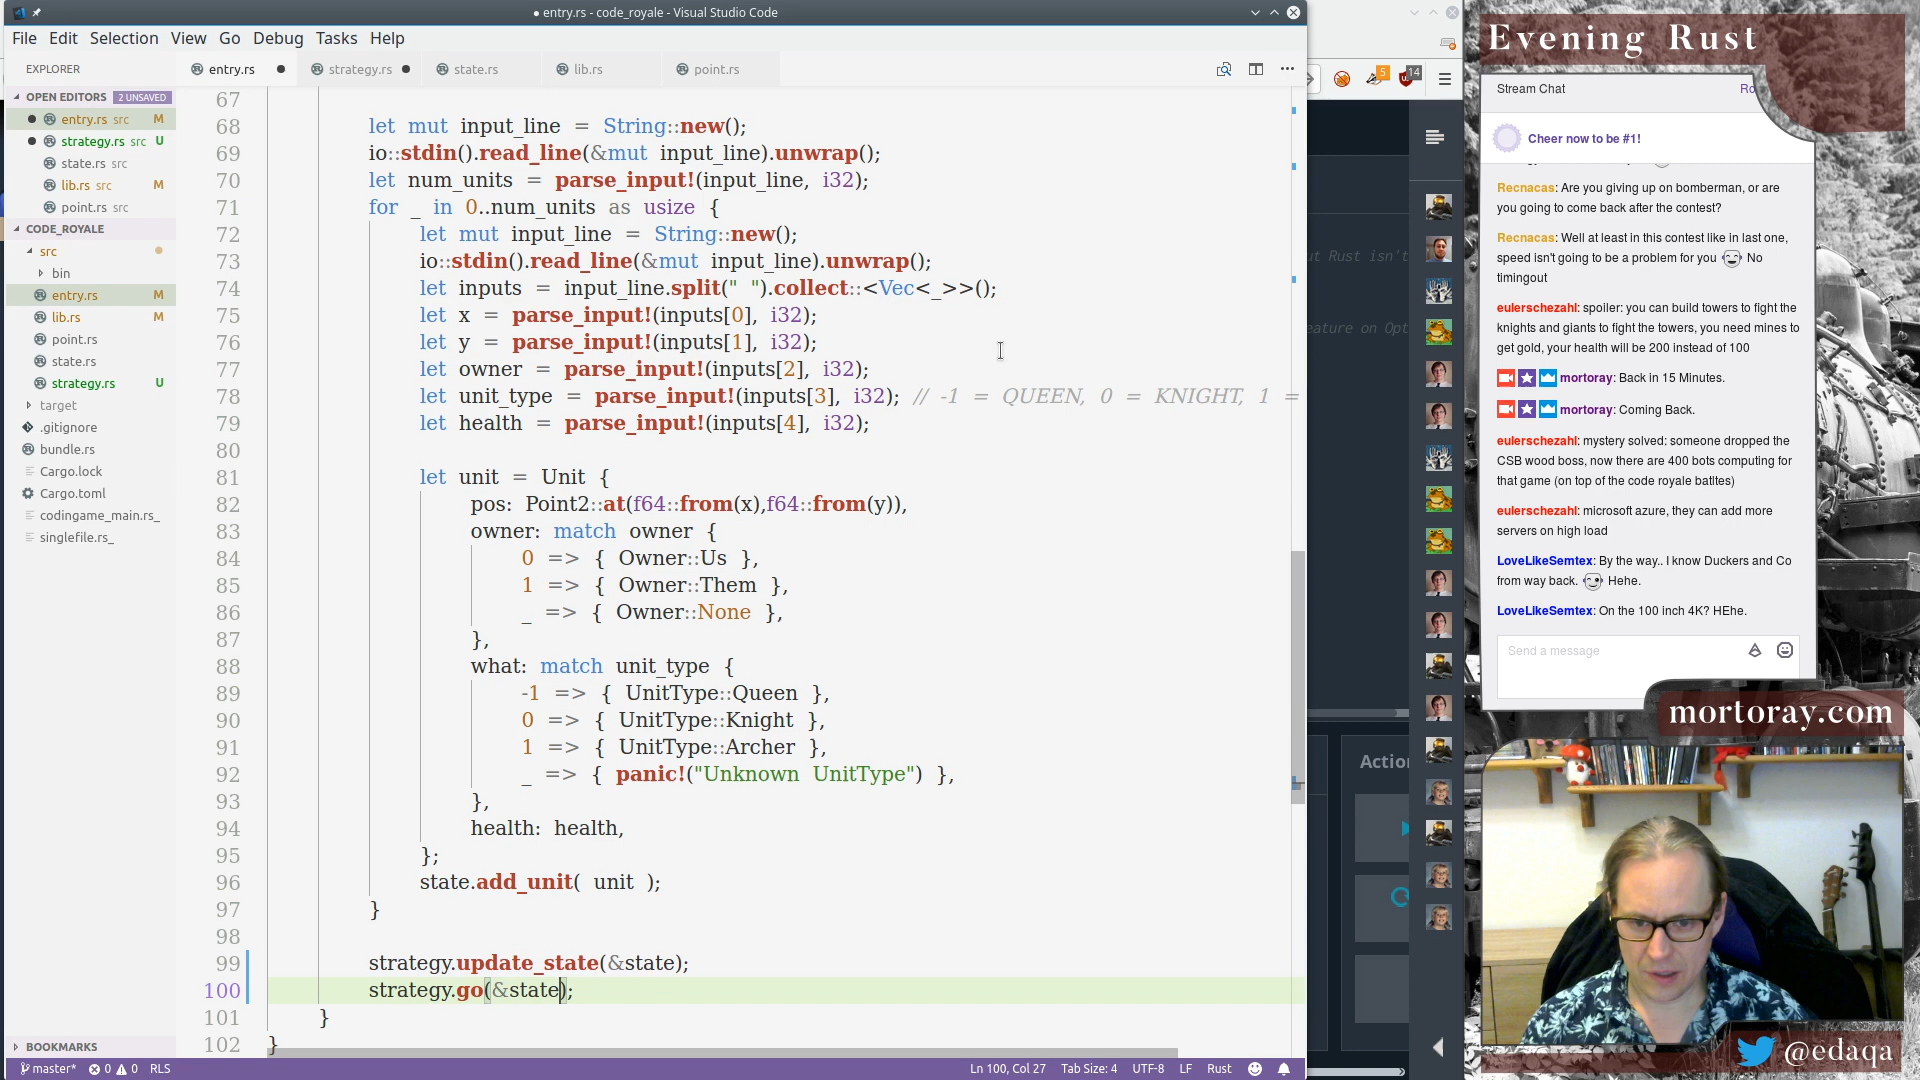 entry.rs - code_royale - Visual Studio Code
File Edit Selection View Go Debug Tasks Help
EXPLORER
entry.rs strategy.rs state.rs lib.rs point.rs
OPEN EDITORS 2 UNSAVED
entry.rs src M
strategy.rs src U
state.rs src
lib.rs src M
point.rs src
CODE_ROYALE
src
bin
entry.rs M
lib.rs M
point.rs
state.rs
strategy.rs U
target
.gitignore
bundle.rs
Cargo.lock
Cargo.toml
codingame_main.rs_
singlefile.rs_
BOOKMARKS
67
68 let mut input_line = String::new();
69 io::stdin().read_line(&mut input_line).unwrap();
70 let num_units = parse_input!(input_line, i32);
71 for _ in 0..num_units as usize {
72 let mut input_line = String::new();
73 io::stdin().read_line(&mut input_line).unwrap();
74 let inputs = input_line.split(" ").collect::<Vec<_>>();
75 let x = parse_input!(inputs[0], i32);
76 let y = parse_input!(inputs[1], i32);
77 let owner = parse_input!(inputs[2], i32);
78 let unit_type = parse_input!(inputs[3], i32); // -1 = QUEEN, 0 = KNIGHT, 1 =
79 let health = parse_input!(inputs[4], i32);
80
81 let unit = Unit {
82 pos: Point2::at(f64::from(x),f64::from(y)),
83 owner: match owner {
84 0 => { Owner::Us },
85 1 => { Owner::Them },
86 _ => { Owner::None },
87 },
88 what: match unit_type {
89 -1 => { UnitType::Queen },
90 0 => { UnitType::Knight },
91 1 => { UnitType::Archer },
92 _ => { panic!("Unknown UnitType") },
93 },
94 health: health,
95 };
96 state.add_unit( unit );
97 }
98
99 strategy.update_state(&state);
100 strategy.go(&state);
101 }
102 }
master* 0 0 RLS
Ln 100, Col 27 Tab Size: 4 UTF-8 LF Rust
5 14
ut Rust isn't
eature on Opt
Action
Evening Rust
Stream Chat
Ro
Cheer now to be #1!
Recnacas: Are you giving up on bomberman, or are
you going to come back after the contest?
Recnacas: Well at least in this contest like in last one,
speed isn't going to be a problem for you No
timingout
eulerschezahl: spoiler: you can build towers to fight the
knights and giants to fight the towers, you need mines to
get gold, your health will be 200 instead of 100
mortoray: Back in 15 Minutes.
mortoray: Coming Back.
eulerschezahl: mystery solved: someone dropped the
CSB wood boss, now there are 400 bots computing for
that game (on top of the code royale batltes)
eulerschezahl: microsoft azure, they can add more
servers on high load
LoveLikeSemtex: By the way.. I know Duckers and Co
from way back. Hehe.
LoveLikeSemtex: On the 100 inch 4K? HEhe.
Send a message
mortoray.com
@edaqa